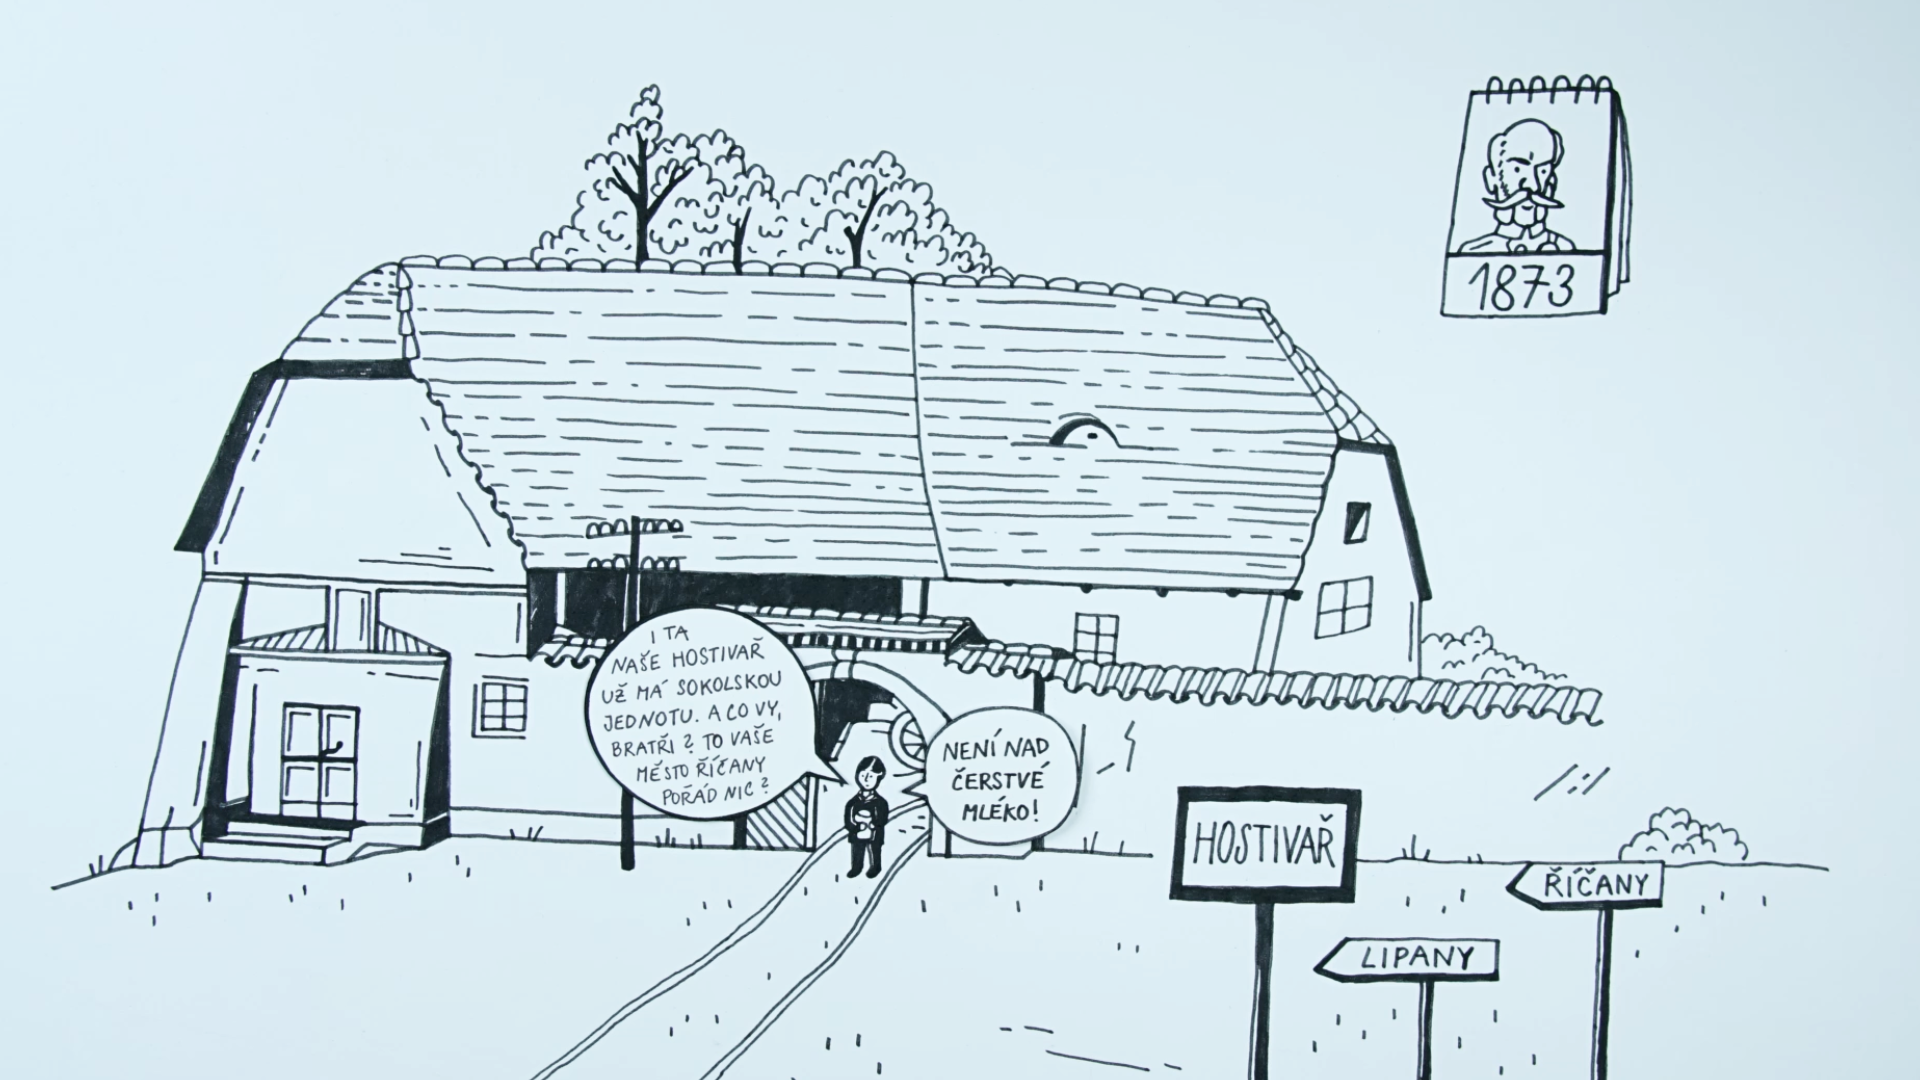 1873
I TA
NAŠE HOSTIVAŘ
UŽ MÁ SOKOLSKOU
JEDNOTU. A CO VY,
BRATŘI? TO VAŠE
MĚSTO ŘÍČANY
POŘÁD NIC?
NENÍ NAD
ČERSTVÉ
MLÉKO!
HOSTIVAŘ
ŘÍČANY
LIPANY